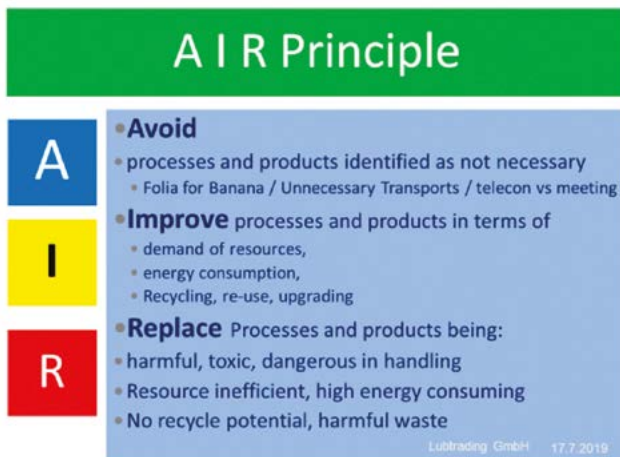 A I R Principle
A
I
R
•Avoid
•processes and products identified as not necessary
• Folia for Banana / Unnecessary Transports / telecon vs meeting
•Improve processes and products in terms of
• demand of resources,
• energy consumption,
• Recycling, re-use, upgrading
•Replace Processes and products being:
•harmful, toxic, dangerous in handling
•Resource inefficient, high energy consuming
•No recycle potential, harmful waste
Lubtrading GmbH 17.7.2019